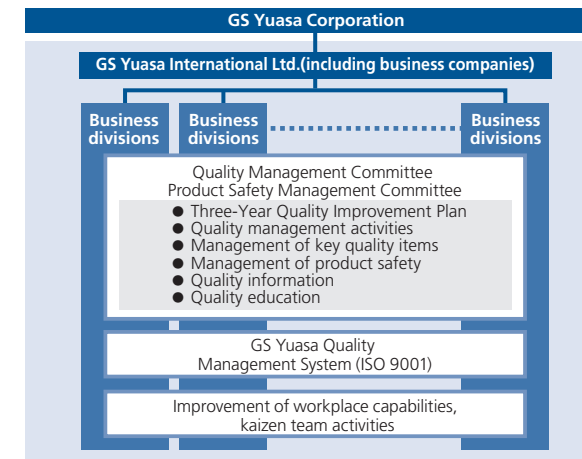 GS Yuasa Corporation
GS Yuasa International Ltd.(including business companies)
Business
divisions
Business
divisions
Business
divisions
Quality Management Committee
Product Safety Management Committee
● Three-Year Quality Improvement Plan
● Quality management activities
● Management of key quality items
● Management of product safety
● Quality information
● Quality education
GS Yuasa Quality
Management System (ISO 9001)
Improvement of workplace capabilities,
kaizen team activities